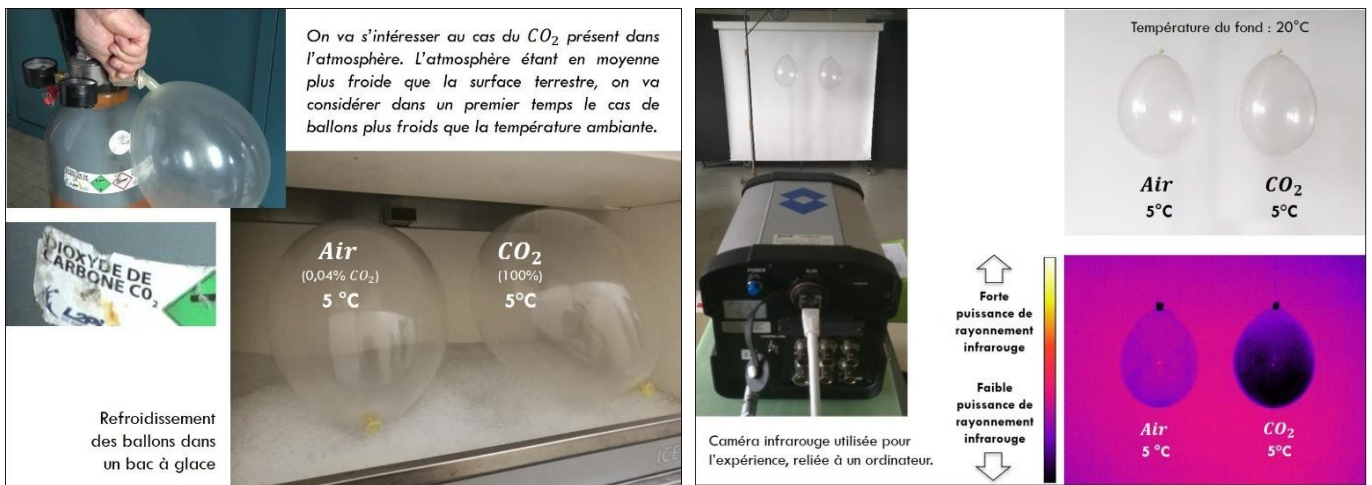 On va s’intéresser au cas du CO₂ présent dans
l’atmosphère. L’atmosphère étant en moyenne
plus froide que la surface terrestre, on va
considérer dans un premier temps le cas de
ballons plus froids que la température ambiante.
DIOXYDE DE
CARBONE CO₂
Air
(0,04% CO₂)
5 °C
CO₂
(100%)
5°C
ICE
Refroidissement
des ballons dans
un bac à glace
POWER
Caméra infrarouge utilisée pour
l’expérience, reliée à un ordinateur.
Température du fond : 20°C
Air
5°C
CO₂
5°C
Forte
puissance de
rayonnement
infrarouge
Faible
puissance de
rayonnement
infrarouge
Air
5 °C
CO₂
5°C